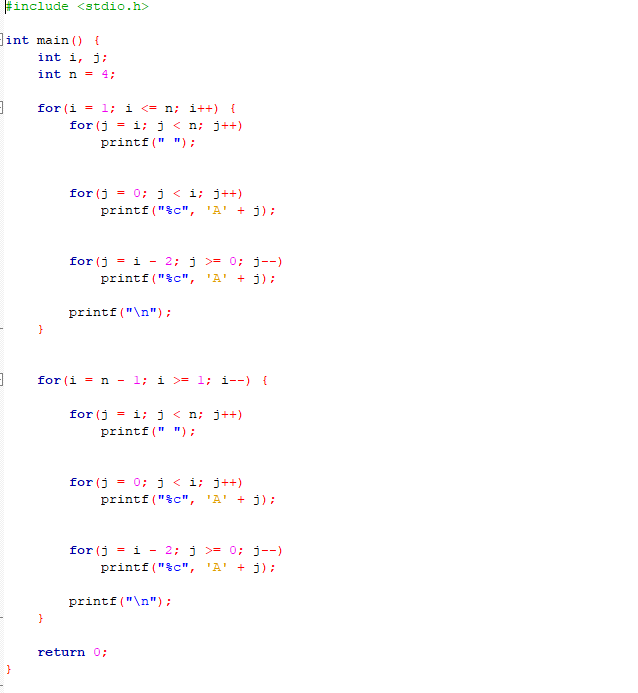 #include <stdio.h>
int main() {
    int i, j;
    int n = 4;
    for(i = 1; i <= n; i++) {
        for(j = i; j < n; j++)
            printf(" ");
        for(j = 0; j < i; j++)
            printf("%c", 'A' + j);
        for(j = i - 2; j >= 0; j--)
            printf("%c", 'A' + j);
        printf("\n");
    }
    for(i = n - 1; i >= 1; i--) {
        for(j = i; j < n; j++)
            printf(" ");
        for(j = 0; j < i; j++)
            printf("%c", 'A' + j);
        for(j = i - 2; j >= 0; j--)
            printf("%c", 'A' + j);
        printf("\n");
    }
    return 0;
}